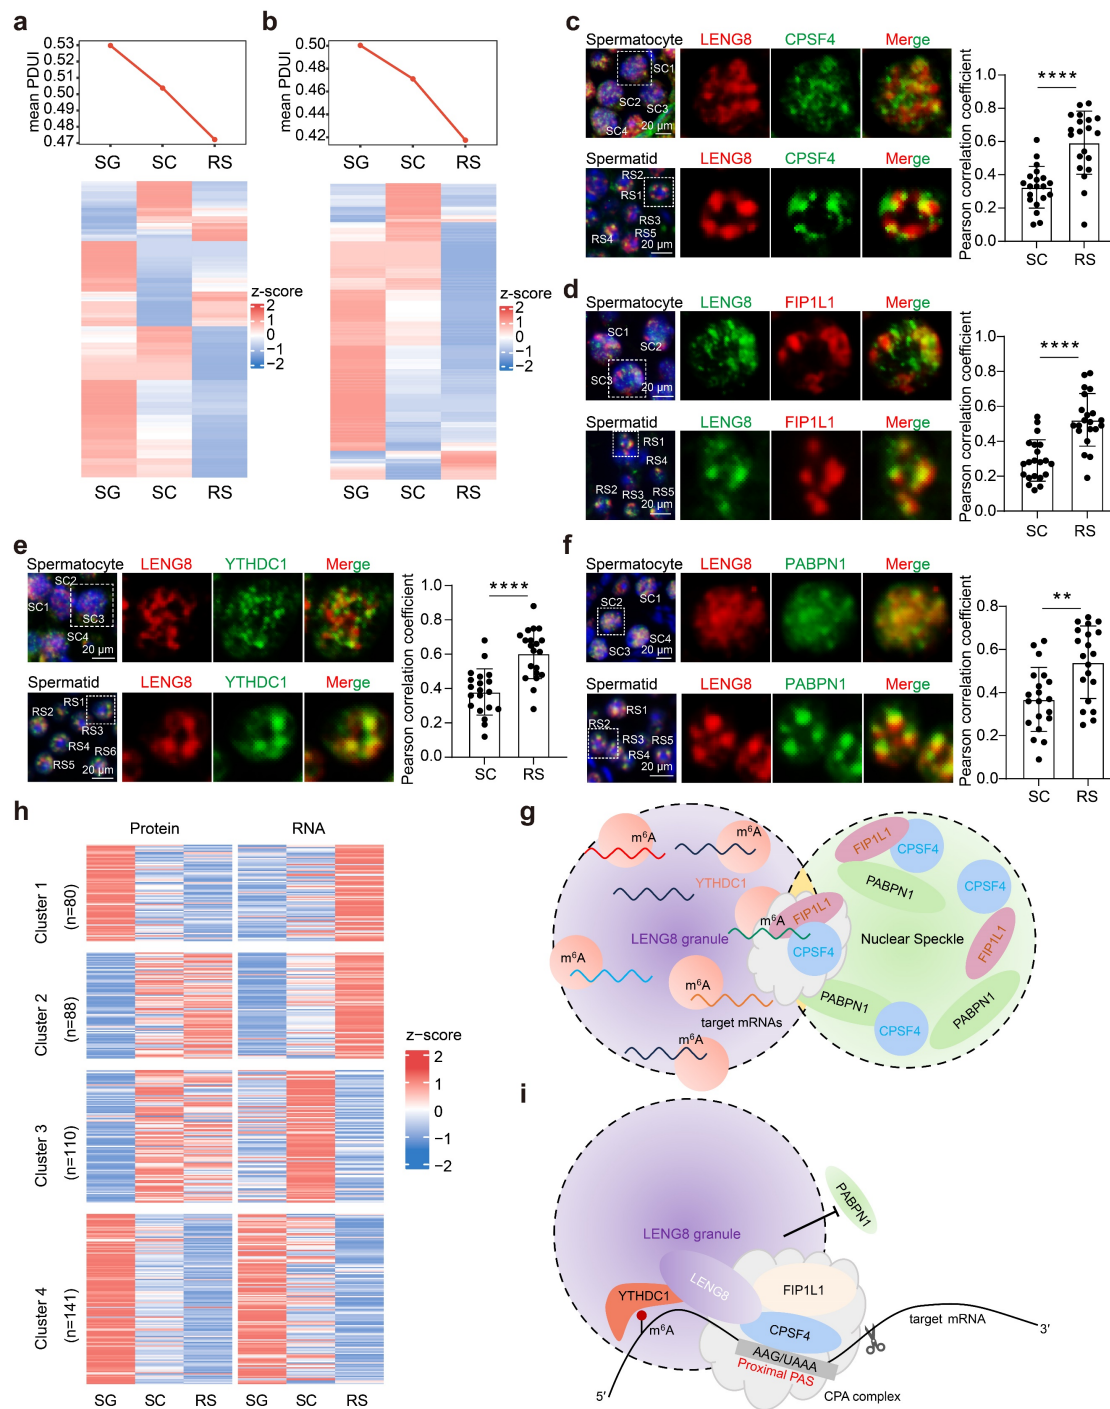 a
0.53
0.52
0.51
0.50
0.49
0.48
0.47
mean PDUI
SG SC RS
z-score
2
1
0
−1
−2
SG SC RS
b
0.50
0.48
0.46
0.44
0.42
mean PDUI
SG SC RS
z-score
2
1
0
−1
−2
SG SC RS
c
Spermatocyte LENG8 CPSF4 Merge
SC1
SC2 SC3
SC4 20 µm
Spermatid LENG8 CPSF4 Merge
RS2
RS1
RS3
RS4 RS5
20 µm
Pearson correlation coefficient
1.0
0.8
0.6
0.4
0.2
0.0
****
SC RS
d
Spermatocyte LENG8 FIP1L1 Merge
SC1
SC2
SC3
20 µm
Spermatid LENG8 FIP1L1 Merge
RS1
RS4
RS2 RS3 RS5
20 µm
Pearson correlation coefficient
1.0
0.8
0.6
0.4
0.2
0.0
****
SC RS
e
Spermatocyte LENG8 YTHDC1 Merge
SC2
SC1 SC3
SC4
20 µm
Spermatid LENG8 YTHDC1 Merge
RS1
RS2
RS3
RS4 RS6
RS5 20 µm
Pearson correlation coefficient
1.0
0.8
0.6
0.4
0.2
0.0
****
SC RS
f
Spermatocyte LENG8 PABPN1 Merge
SC2 SC1
SC4
SC3 20 µm
Spermatid LENG8 PABPN1 Merge
RS1
RS2
RS3 RS5
RS4
20 µm
Pearson correlation coefficient
0.8
0.6
0.4
0.2
0.0
**
SC RS
h
Protein RNA
Cluster 1
(n=80)
Cluster 2
(n=88)
Cluster 3
(n=110)
Cluster 4
(n=141)
z−score
2
1
0
−1
−2
SG SC RS SG SC RS
g
m⁶A
m⁶A
YTHDC1
m⁶A
LENG8 granule
m⁶A
m⁶A
target mRNAs
m⁶A
FIP1L1
CPSF4
FIP1L1
CPSF4
PABPN1
CPSF4
Nuclear Speckle
FIP1L1
PABPN1
CPSF4
PABPN1
i
LENG8 granule
PABPN1
YTHDC1
LENG8
FIP1L1
CPSF4
m⁶A
AAG/UAAA
Proximal PAS
target mRNA
3′
5′
CPA complex